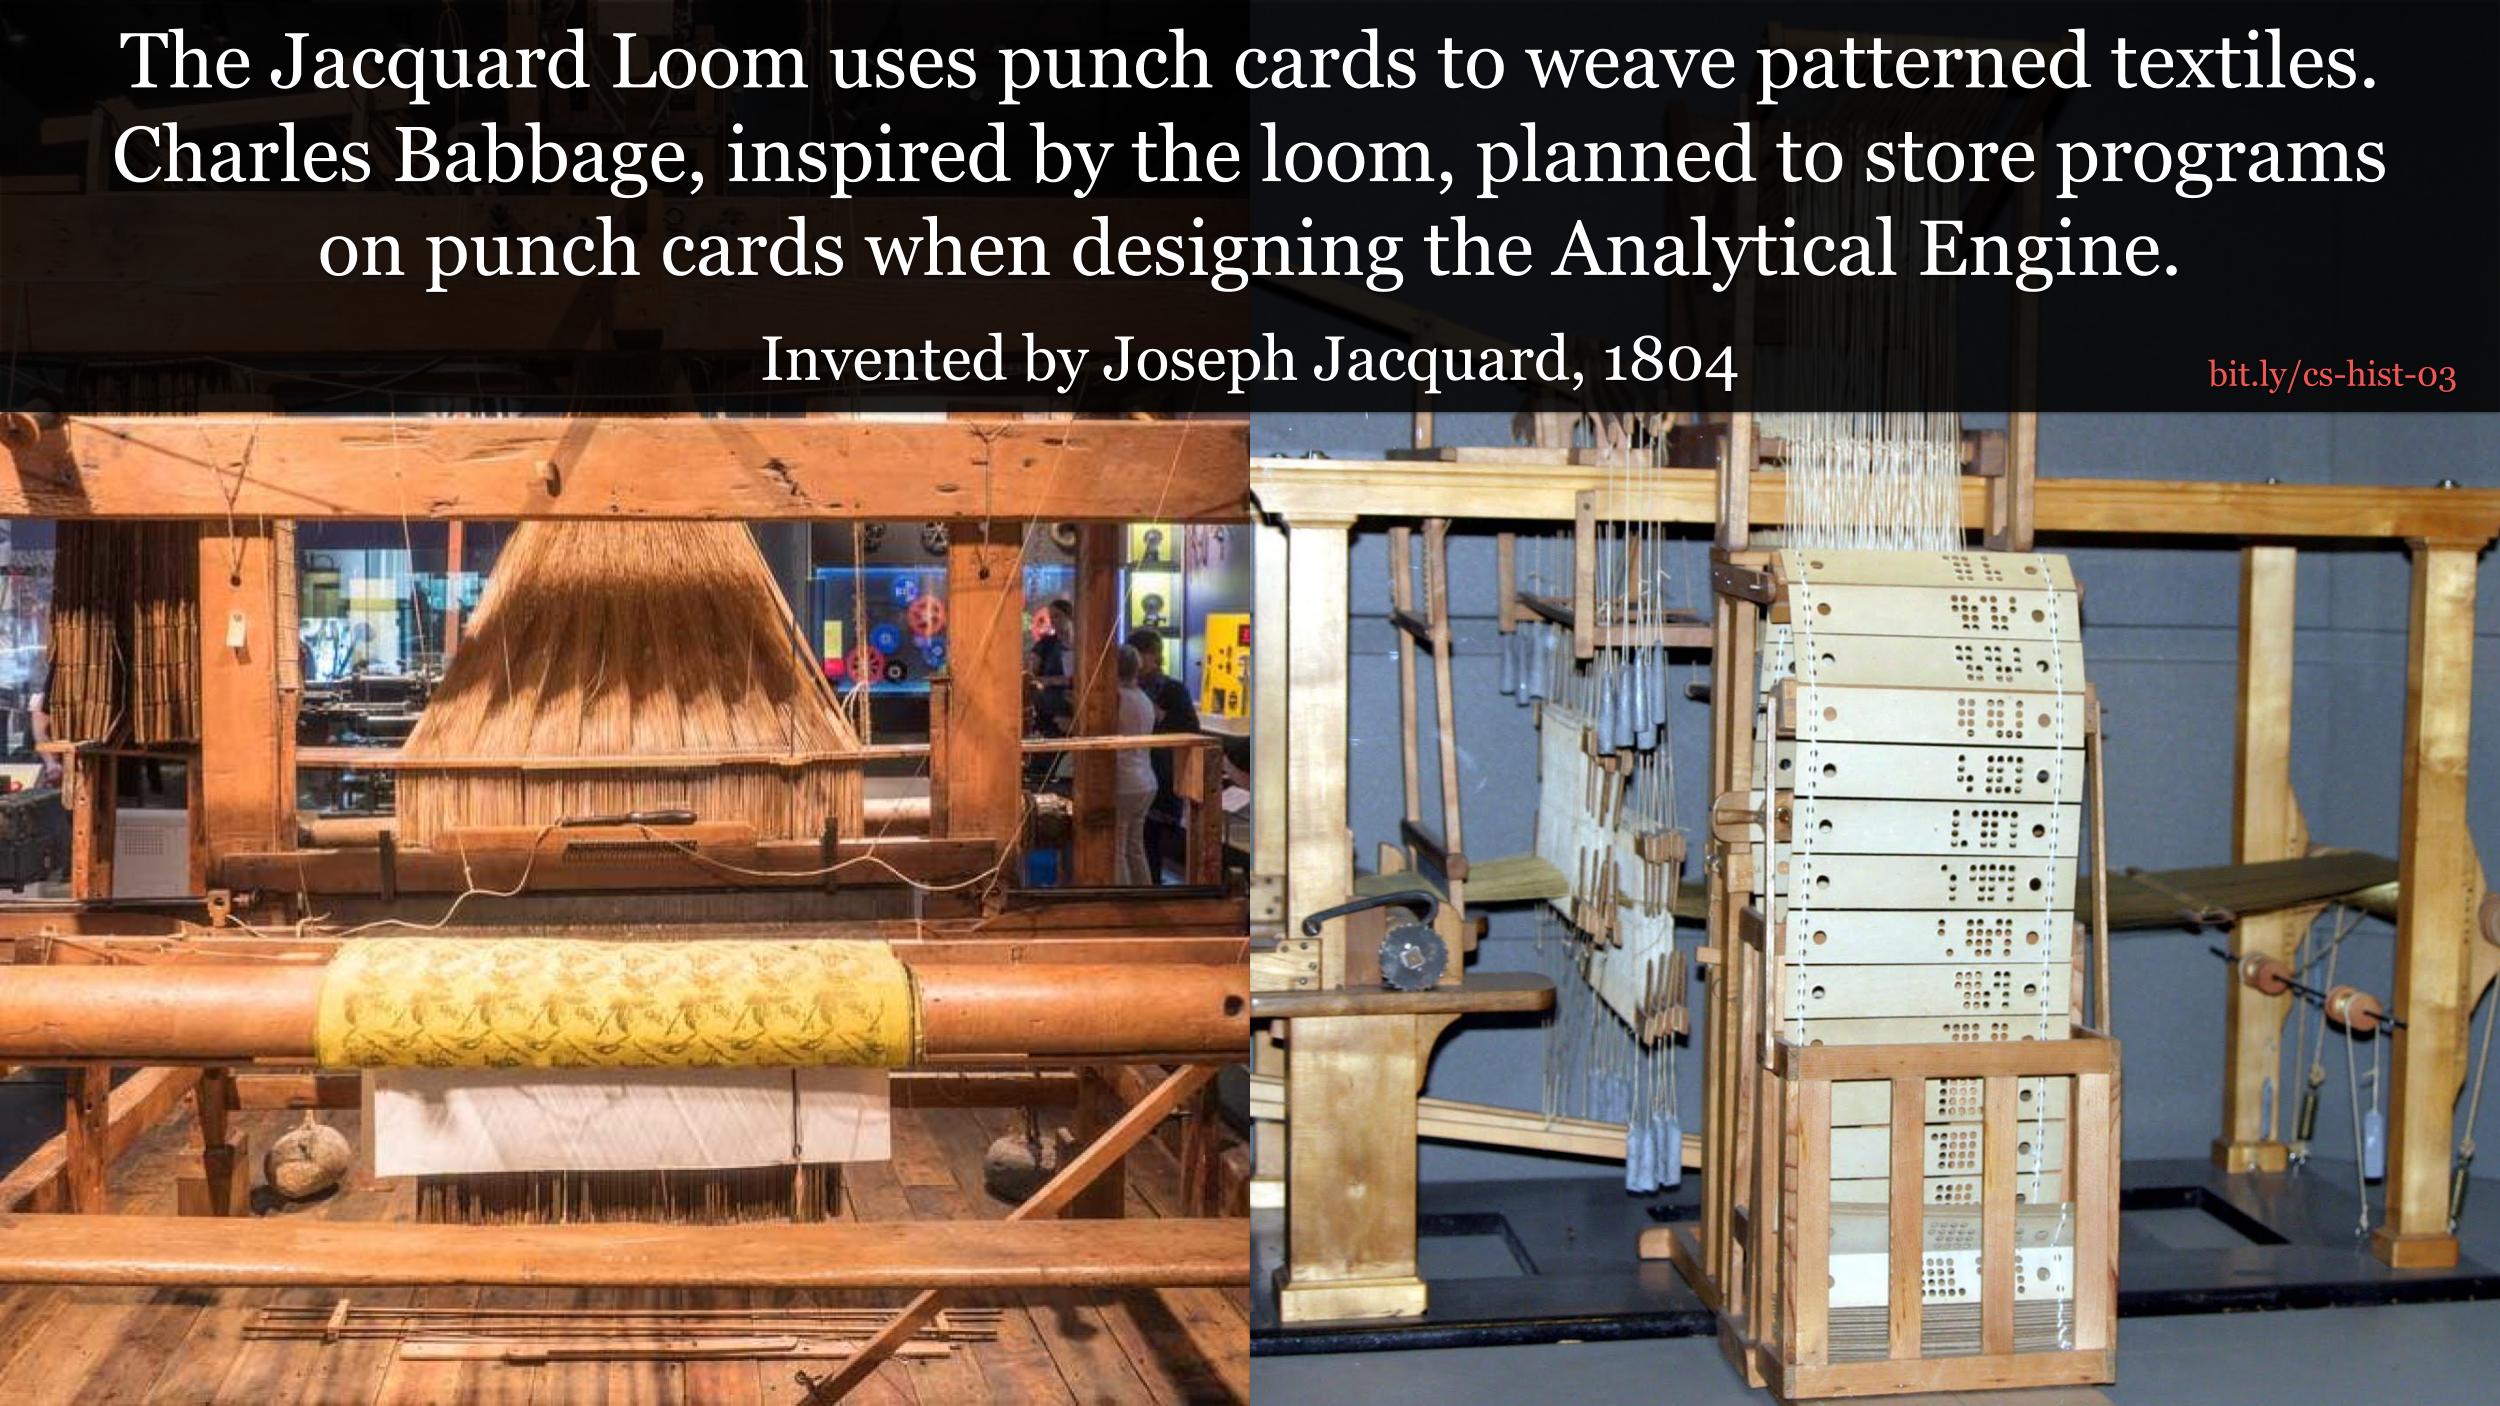 The Jacquard Loom uses punch cards to weave patterned textiles.
Charles Babbage, inspired by the loom, planned to store programs
on punch cards when designing the Analytical Engine.
Invented by Joseph Jacquard, 1804
bit.ly/cs-hist-03